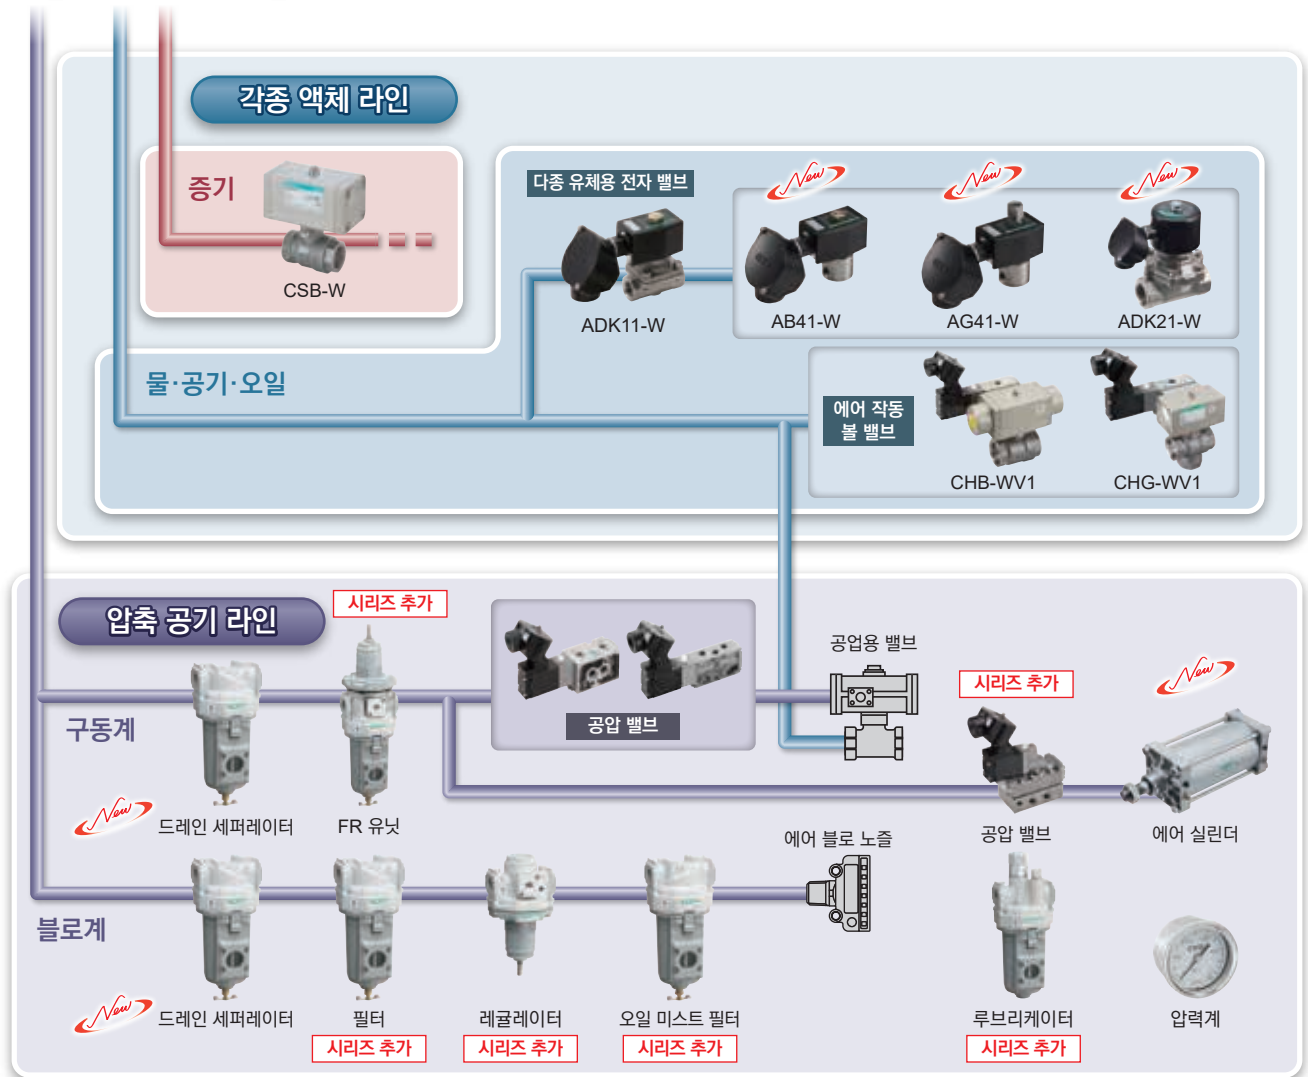 각종 액체 라인
증기
CSB-W
다종 유체용 전자 밸브
New
New
New
ADK11-W
AB41-W
AG41-W
ADK21-W
물·공기·오일
에어 작동
볼 밸브
CHB-WV1
CHG-WV1
압축 공기 라인
시리즈 추가
공압 밸브
공업용 밸브
시리즈 추가
New
구동계
New
드레인 세퍼레이터
FR 유닛
에어 블로 노즐
공압 밸브
에어 실린더
블로계
New
드레인 세퍼레이터
필터
레귤레이터
오일 미스트 필터
루브리케이터
압력계
시리즈 추가
시리즈 추가
시리즈 추가
시리즈 추가